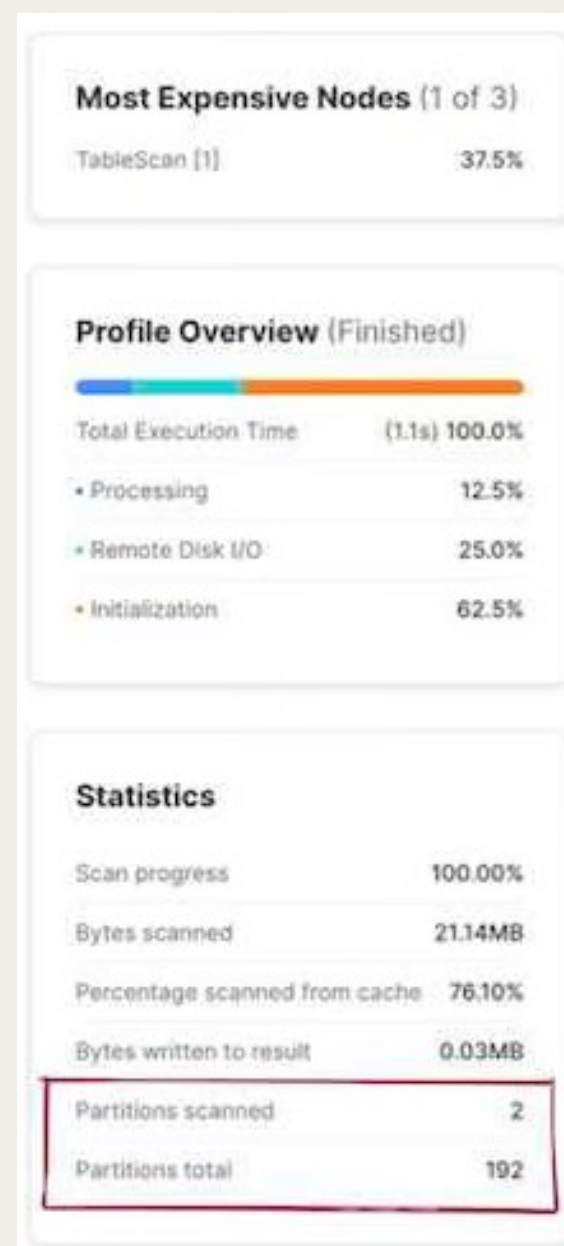 Most Expensive Nodes (1 of 3)
TableScan [1] 37.5%
Profile Overview (Finished)
Total Execution Time (1.1s) 100.0%
• Processing 12.5%
• Remote Disk I/O 25.0%
• Initialization 62.5%
Statistics
Scan progress 100.00%
Bytes scanned 21.14MB
Percentage scanned from cache 76.10%
Bytes written to result 0.03MB
Partitions scanned 2
Partitions total 192